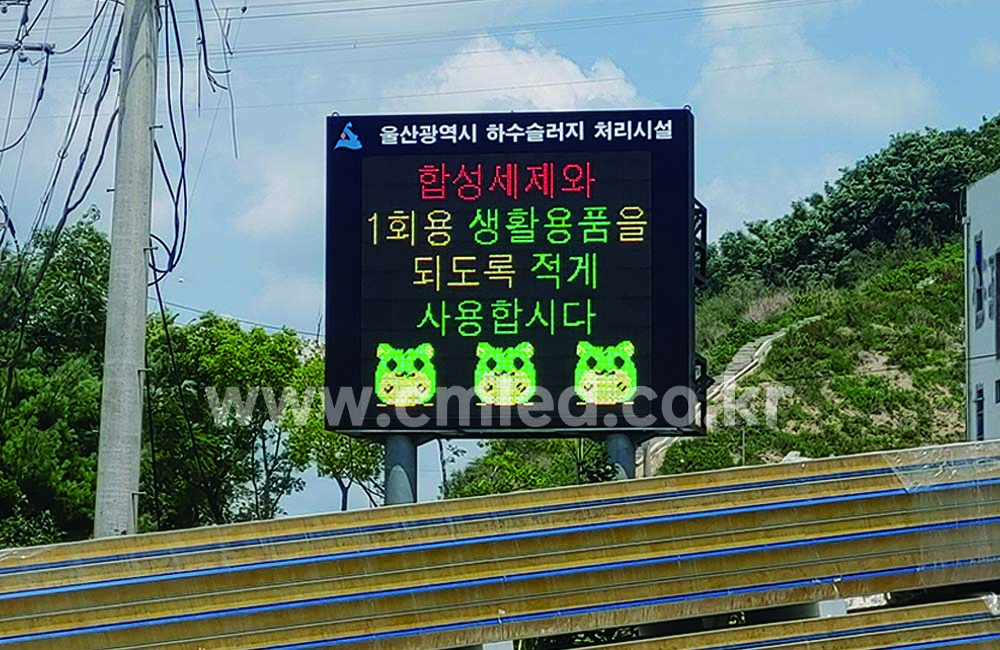 울산광역시 하수슬러지 처리시설
합성세제와
1회용 생활용품을
되도록 적게
사용합시다
www.cmled.co.kr